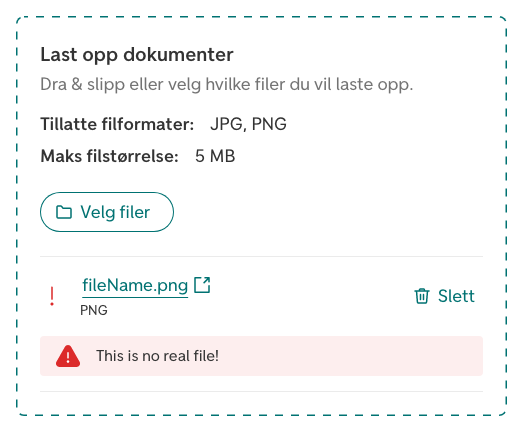 Last opp dokumenter
Dra & slipp eller velg hvilke filer du vil laste opp.
Tillatte filformater: JPG, PNG
Maks filstørrelse: 5 MB
Velg filer
fileName.png
Slett
PNG
This is no real file!